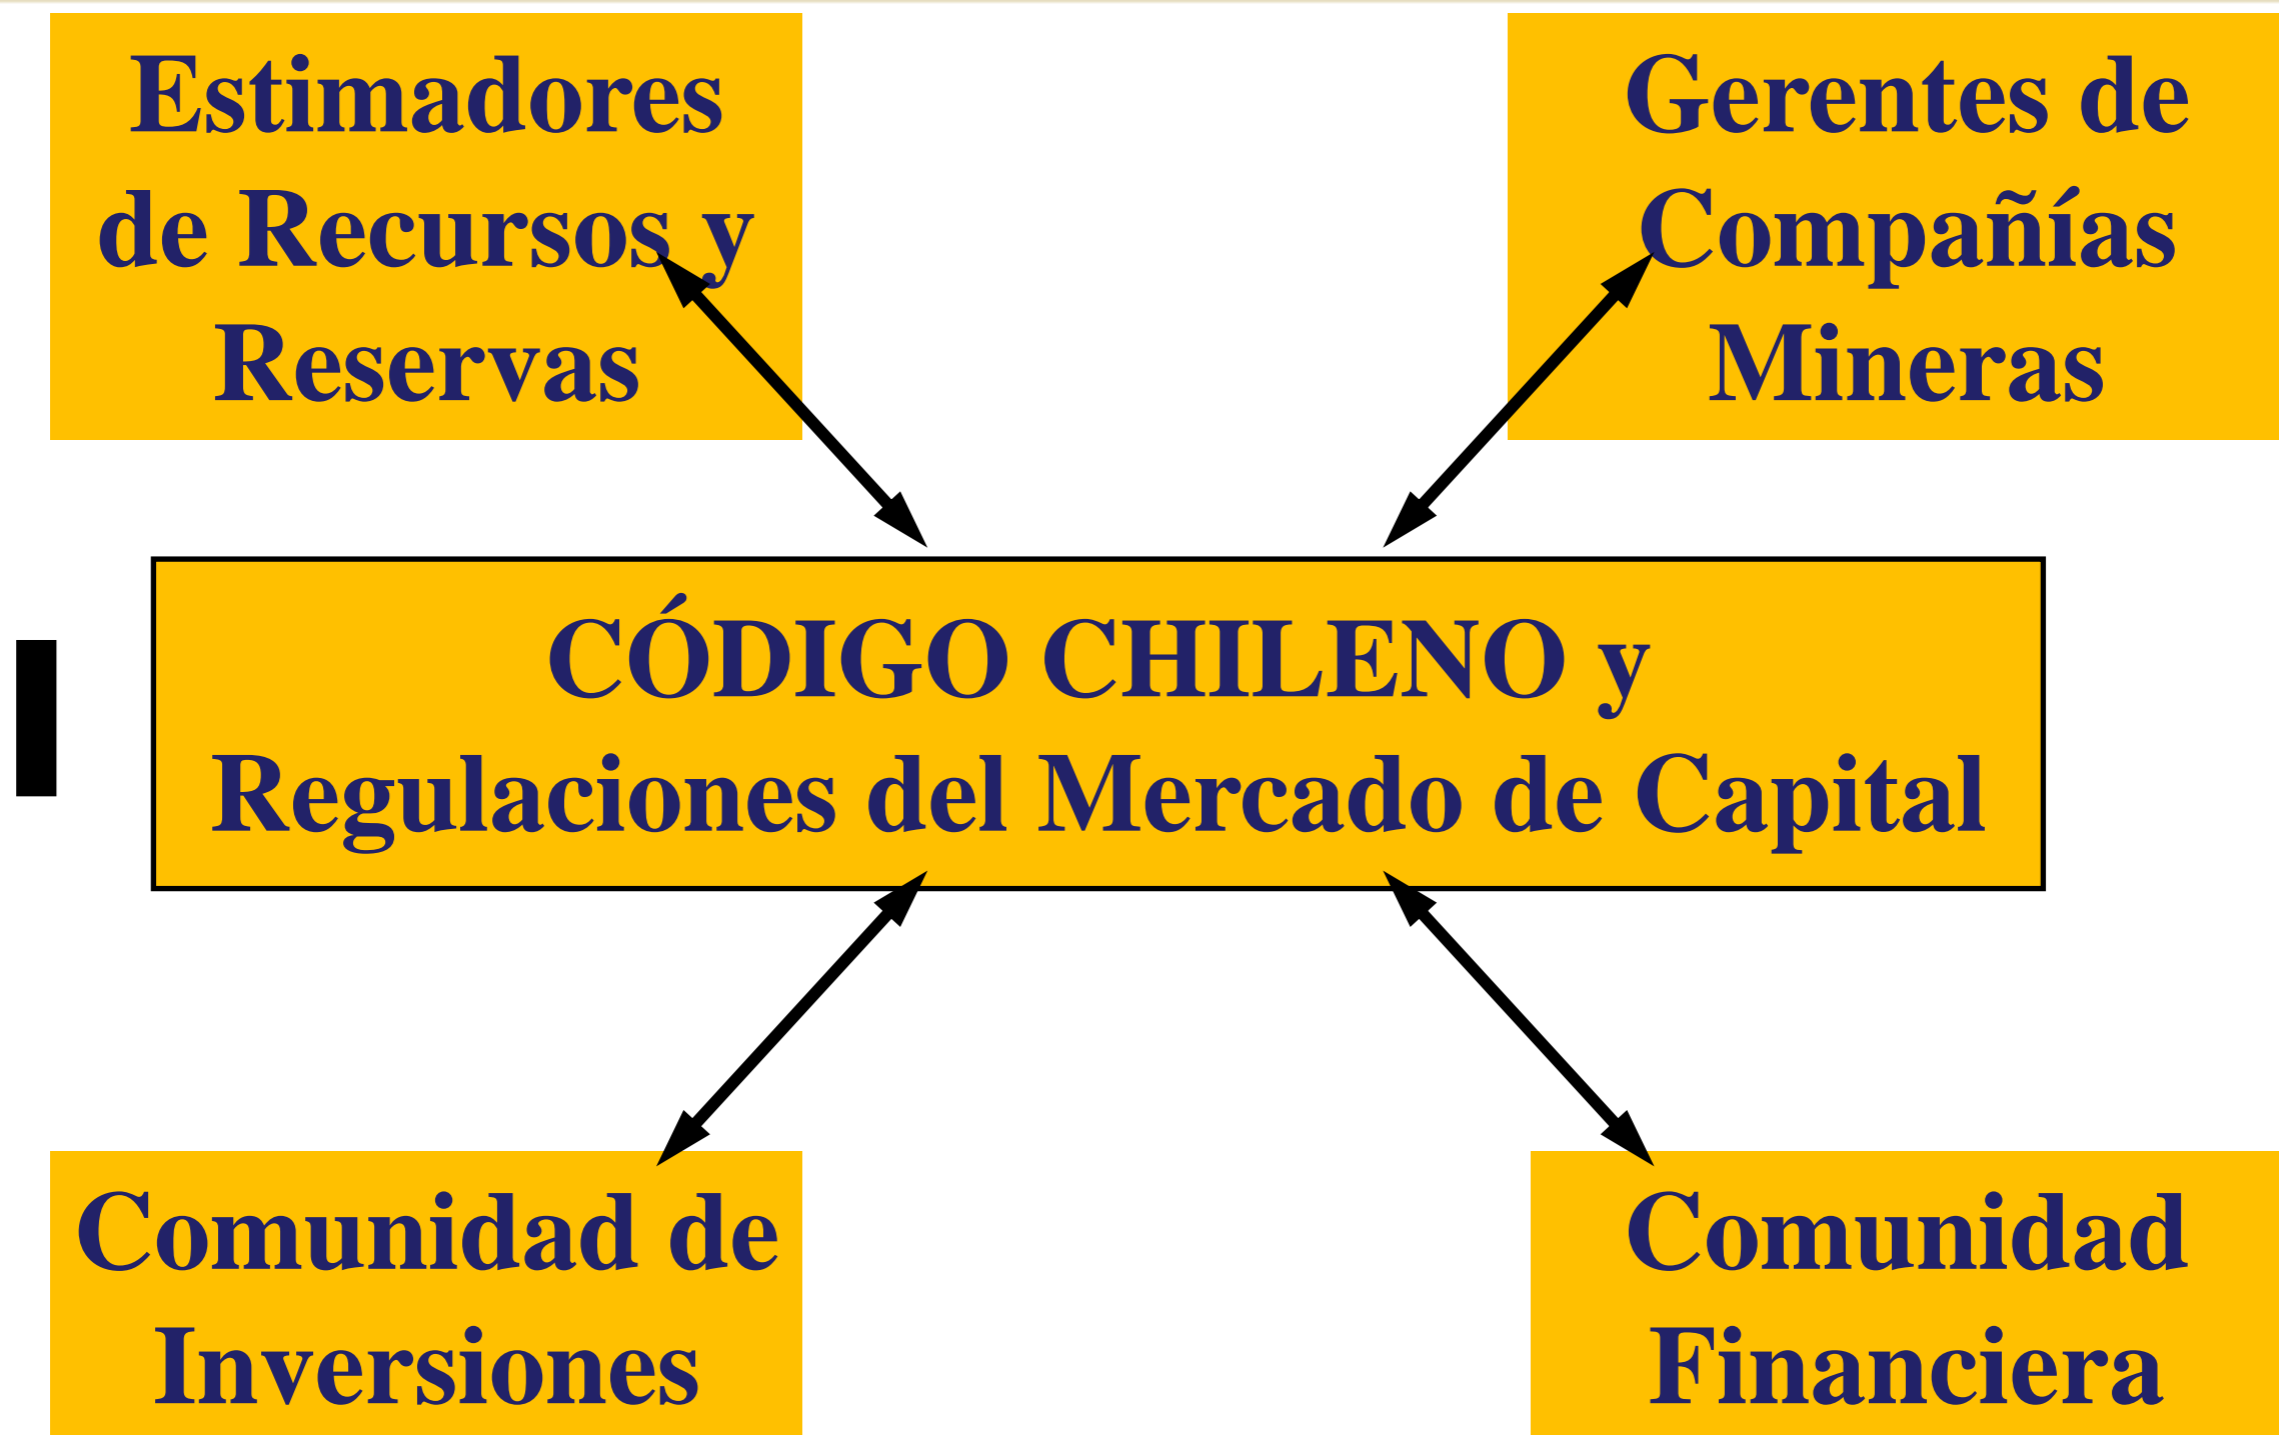 Estimadores
de Recursos y
Reservas
Gerentes de
Compañías
Mineras
CÓDIGO CHILENO y
Regulaciones del Mercado de Capital
Comunidad de
Inversiones
Comunidad
Financiera